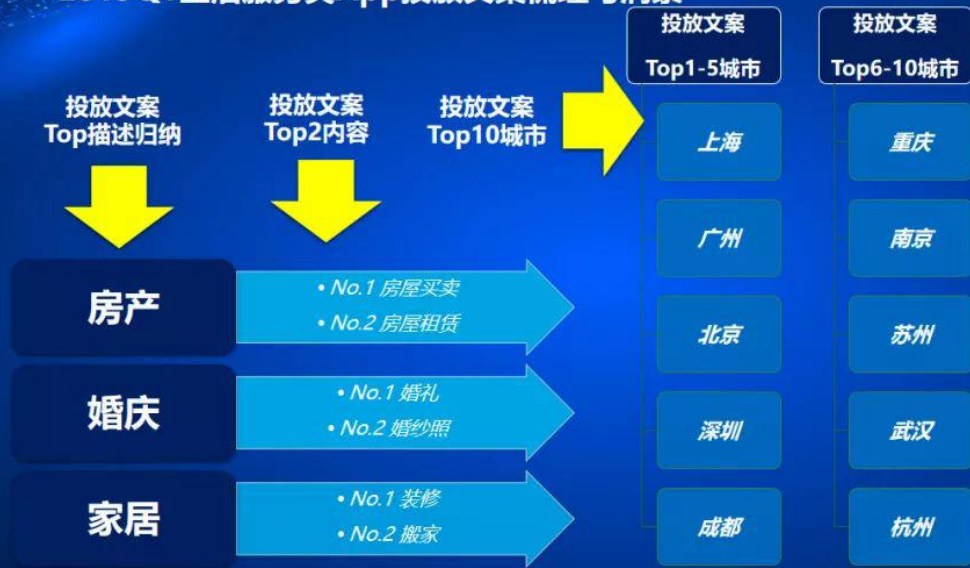 投放文案
Top描述归纳
投放文案
Top2内容
投放文案
Top10城市
投放文案
Top1-5城市
投放文案
Top6-10城市
房产
• No.1 房屋买卖
• No.2 房屋租赁
婚庆
• No.1 婚礼
• No.2 婚纱照
家居
• No.1 装修
• No.2 搬家
上海
广州
北京
深圳
成都
重庆
南京
苏州
武汉
杭州